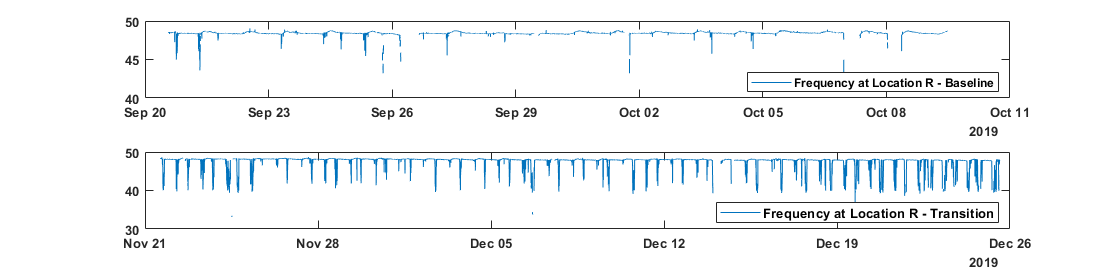 50
45
40
Frequency at Location R - Baseline
Sep 20 Sep 23 Sep 26 Sep 29 Oct 02 Oct 05 Oct 08 Oct 11
2019
50
40
30
Frequency at Location R - Transition
Nov 21 Nov 28 Dec 05 Dec 12 Dec 19 Dec 26
2019